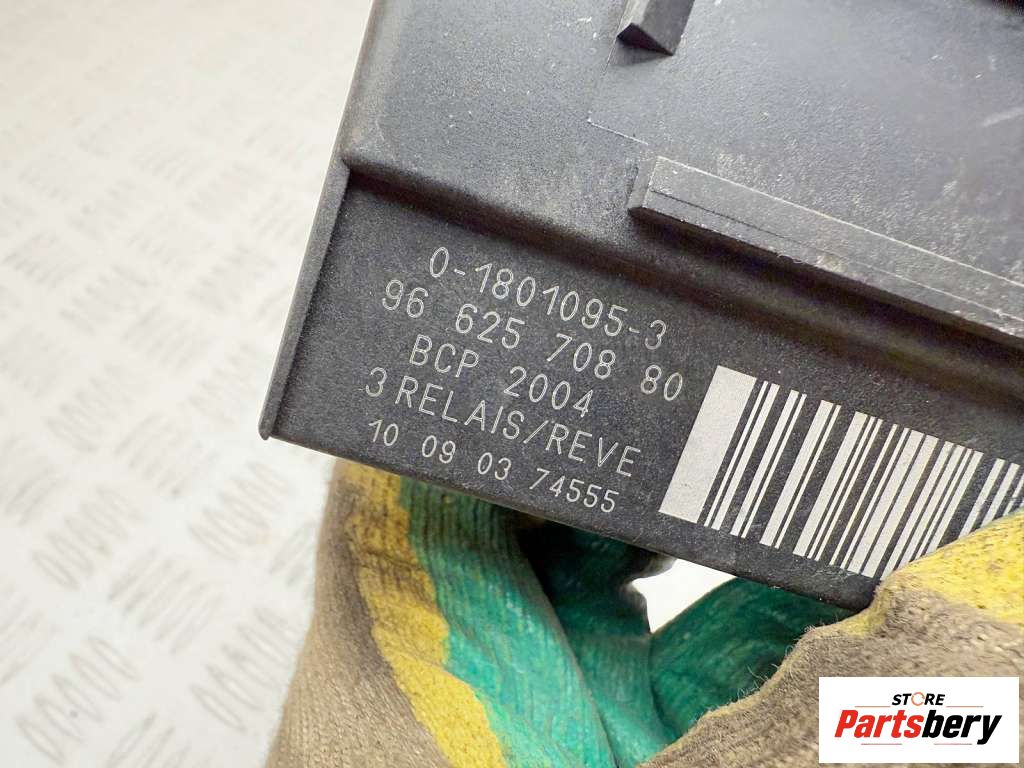 0-1801095-3
96 625 708 80
BCP 2004
3 RELAIS/REVE
10 09 03 74555
STORE
Partsbery